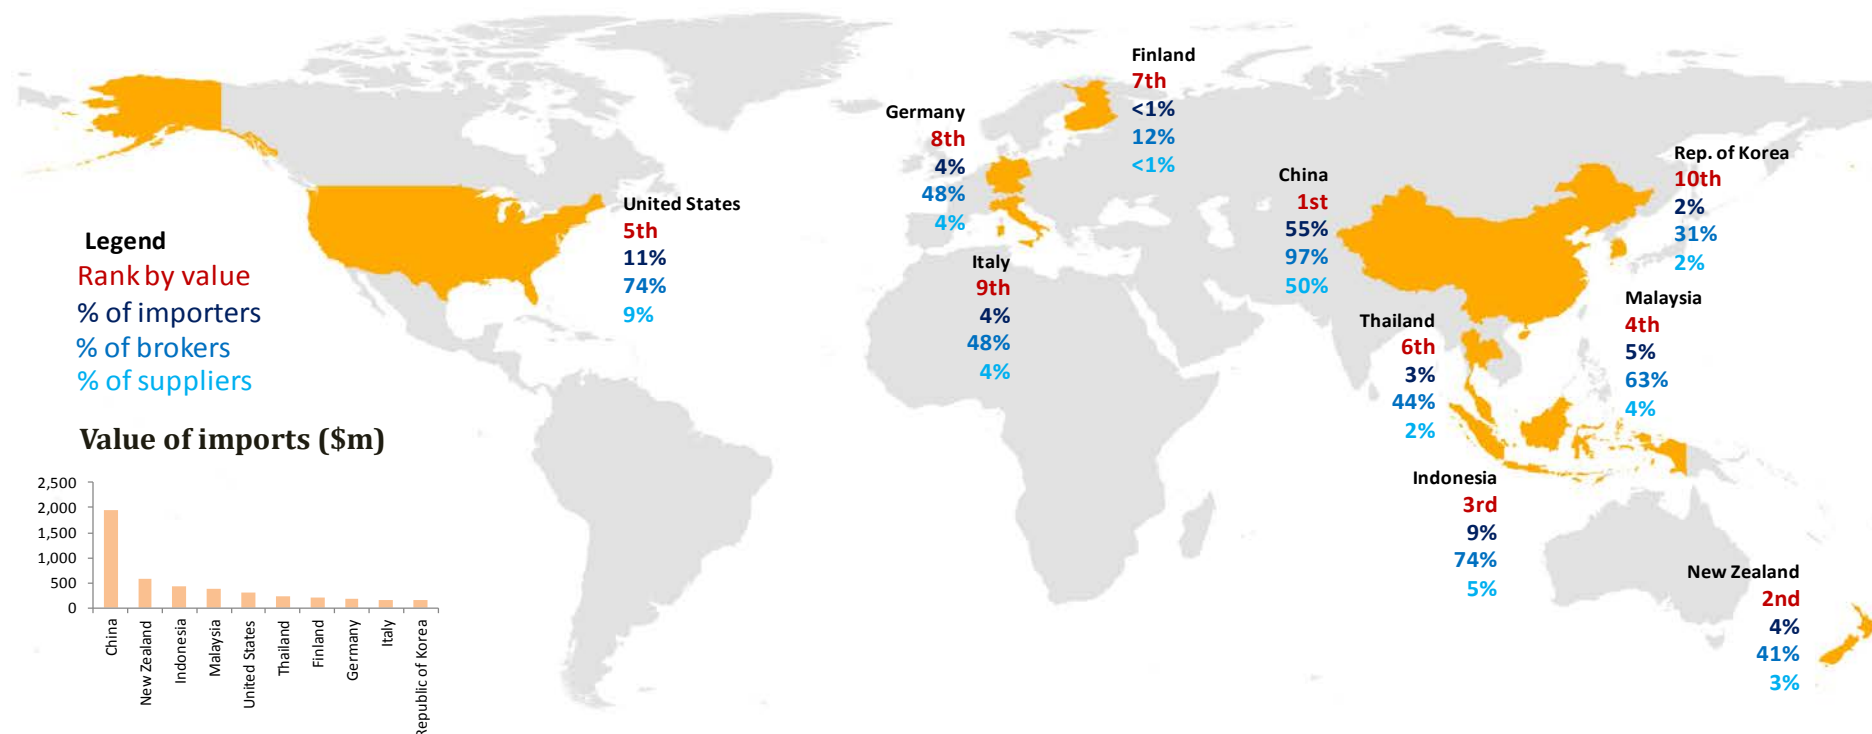 Finland
7th
<1%
12%
<1%
Germany
8th
4%
48%
4%
Rep. of Korea
10th
2%
31%
2%
China
1st
55%
97%
50%
United States
5th
11%
74%
9%
Legend
Rank by value
% of importers
% of brokers
% of suppliers
Italy
9th
4%
48%
4%
Malaysia
4th
5%
63%
4%
Thailand
6th
3%
44%
2%
Indonesia
3rd
9%
74%
5%
New Zealand
2nd
4%
41%
3%
Value of imports ($m)
2,500
2,000
1,500
1,000
500
0
China
New Zealand
Indonesia
Malaysia
United States
Thailand
Finland
Germany
Italy
Republic of Korea